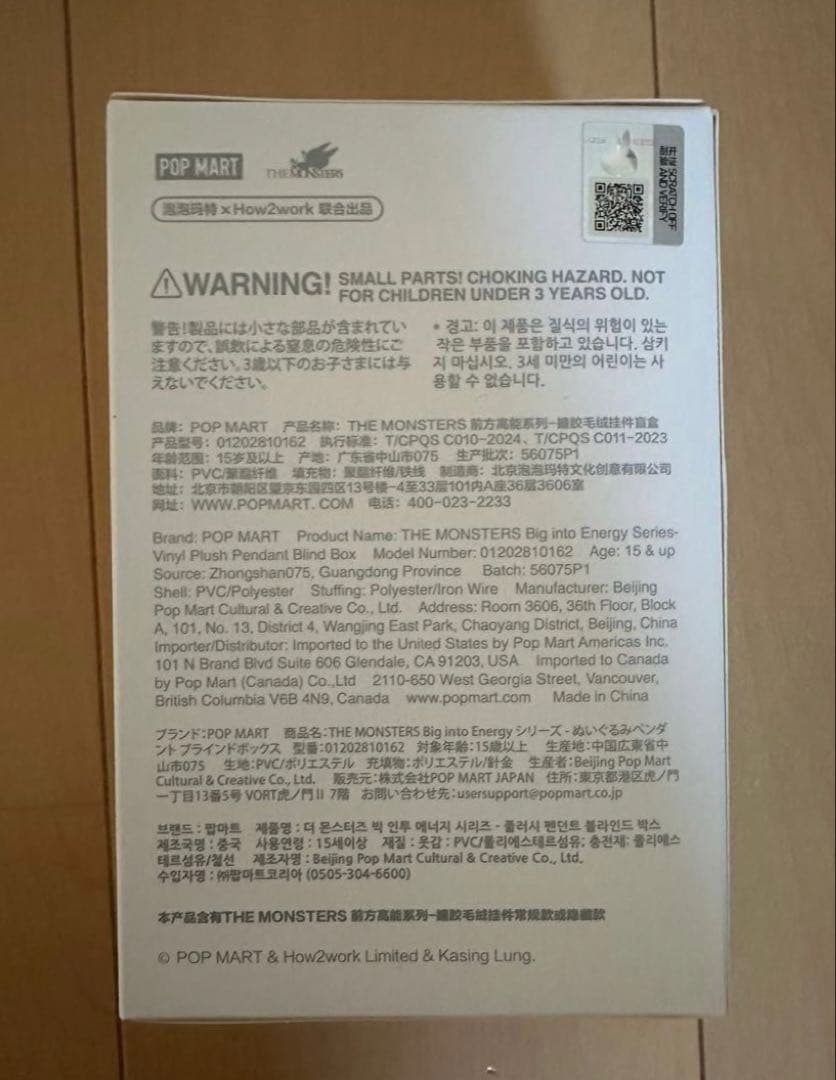 POP MART
THE MONSTERS
泡泡玛特×How2work 联合出品
SCRATCH OFF
AND VERIFY
WARNING! SMALL PARTS! CHOKING HAZARD. NOT
FOR CHILDREN UNDER 3 YEARS OLD.
警告!製品には小さな部品が含まれてい
ますので、誤飲による窒息の危険性にご
注意ください。3歳以下のお子さまには与
えないでください。
• 경고: 이 제품은 질식의 위험이 있는
작은 부품을 포함하고 있습니다. 삼키
지 마십시오. 3세 미만의 어린이는 사
용할 수 없습니다.
品牌: POP MART 产品名称: THE MONSTERS 前方高能系列-搪胶毛绒挂件盲盒
产品型号: 01202810162 执行标准: T/CPQS C010-2024、T/CPQS C011-2023
年龄范围: 15岁及以上 产地: 广东省中山市075 生产批次: 56075P1
面料: PVC/聚酯纤维 填充物: 聚酯纤维/铁线 制造商: 北京泡泡玛特文化创意有限公司
地址: 北京市朝阳区望京东园四区13号楼-4至33层101内A座36层3606室
网址: WWW.POPMART.COM 电话: 400-023-2233
Brand: POP MART Product Name: THE MONSTERS Big into Energy Series-
Vinyl Plush Pendant Blind Box Model Number: 01202810162 Age: 15 & up
Source: Zhongshan075, Guangdong Province Batch: 56075P1
Shell: PVC/Polyester Stuffing: Polyester/Iron Wire Manufacturer: Beijing
Pop Mart Cultural & Creative Co., Ltd. Address: Room 3606, 36th Floor, Block
A, 101, No. 13, District 4, Wangjing East Park, Chaoyang District, Beijing, China
Importer/Distributor: Imported to the United States by Pop Mart Americas Inc.
101 N Brand Blvd Suite 606 Glendale, CA 91203, USA Imported to Canada
by Pop Mart (Canada) Co.,Ltd 2110-650 West Georgia Street, Vancouver,
British Columbia V6B 4N9, Canada www.popmart.com Made in China
ブランド:POP MART 商品名:THE MONSTERS Big into Energy シリーズ - ぬいぐるみペンダ
ント ブラインドボックス 型番:01202810162 対象年齢:15歳以上 生産地:中国広東省中
山市075 生地:PVC/ポリエステル 充填物:ポリエステル/針金 生産者:Beijing Pop Mart
Cultural & Creative Co., Ltd. 販売元:株式会社POP MART JAPAN 住所:東京都港区虎ノ門
一丁目13番5号 VORT虎ノ門Ⅱ 7階 お問い合わせ先:usersupport@popmart.co.jp
브랜드 : 팝마트 제품명 : 더 몬스터즈 빅 인투 에너지 시리즈 - 플러시 펜던트 블라인드 박스
제조국명 : 중국 사용연령 : 15세이상 재질 : 옷감 : PVC/폴리에스테르섬유; 충전재: 폴리에스
테르섬유/철선 제조자명 : Beijing Pop Mart Cultural & Creative Co., Ltd.
수입자명 : ㈜팝마트코리아 (0505-304-6600)
本产品含有THE MONSTERS 前方高能系列-搪胶毛绒挂件常规款或隐藏款
© POP MART & How2work Limited & Kasing Lung.